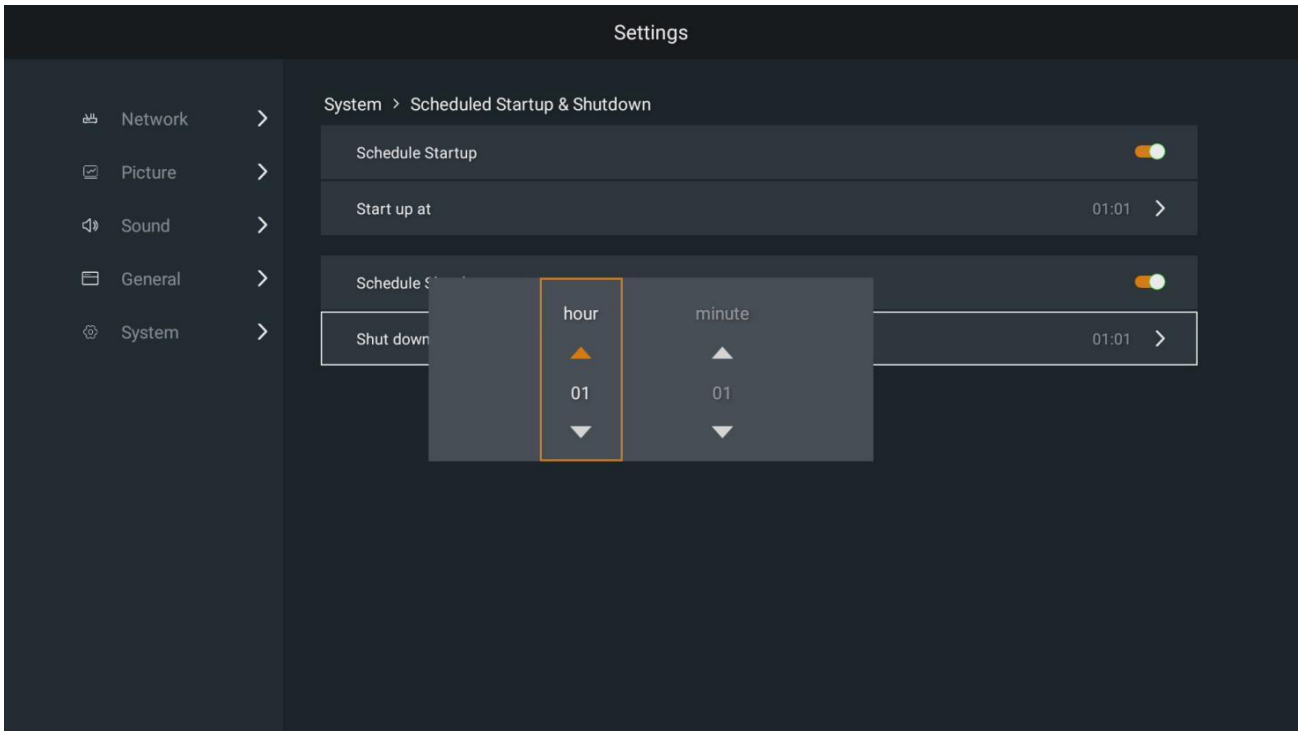 Settings
Network
Picture
Sound
General
System
System > Scheduled Startup & Shutdown
Schedule Startup
Start up at 01:01
Schedule
Shut down 01:01
hour minute
01 01